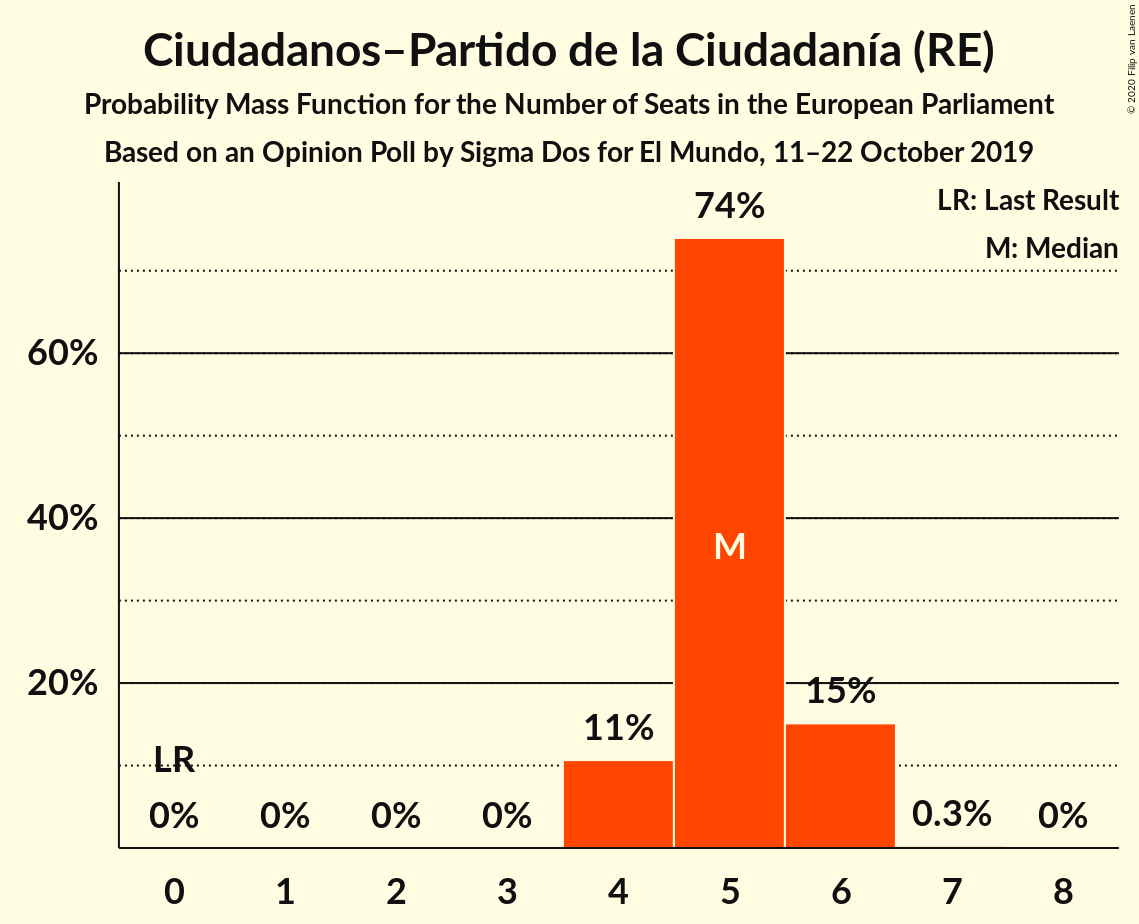 Ciudadanos–Partido de la Ciudadanía (RE)
Probability Mass Function for the Number of Seats in the European Parliament
Based on an Opinion Poll by Sigma Dos for El Mundo, 11–22 October 2019
© 2020 Filip van Laenen
LR: Last Result
M: Median
74%
60%
40%
M
20%
15%
11%
LR
0%
0%
0%
0%
0.3%
0%
0 1 2 3 4 5 6 7 8